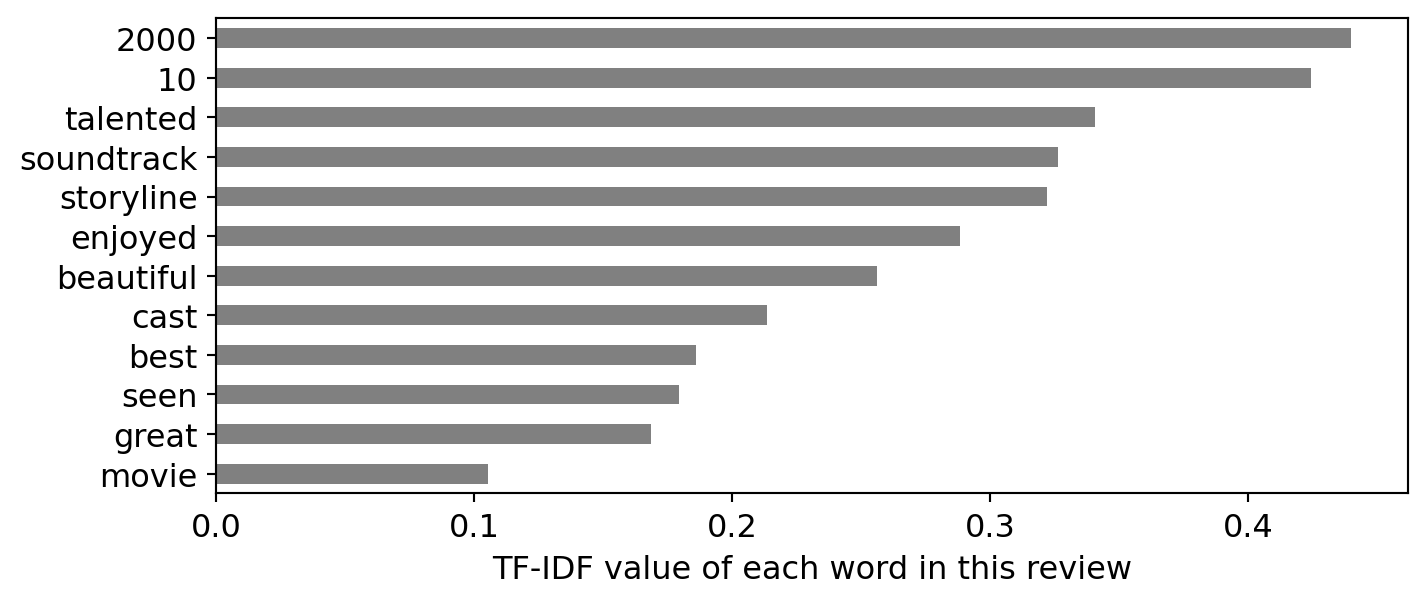 2000
10
talented
soundtrack
storyline
enjoyed
beautiful
cast
best
seen
great
movie
0.0 0.1 0.2 0.3 0.4
TF-IDF value of each word in this review